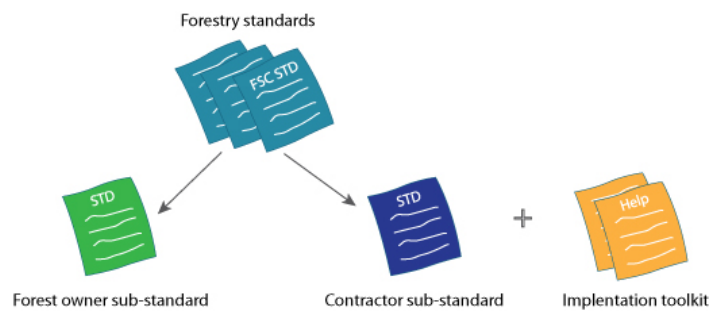 Forestry standards
FSC STD
STD
STD
+
Help
Forest owner sub-standard
Contractor sub-standard
Implentation toolkit